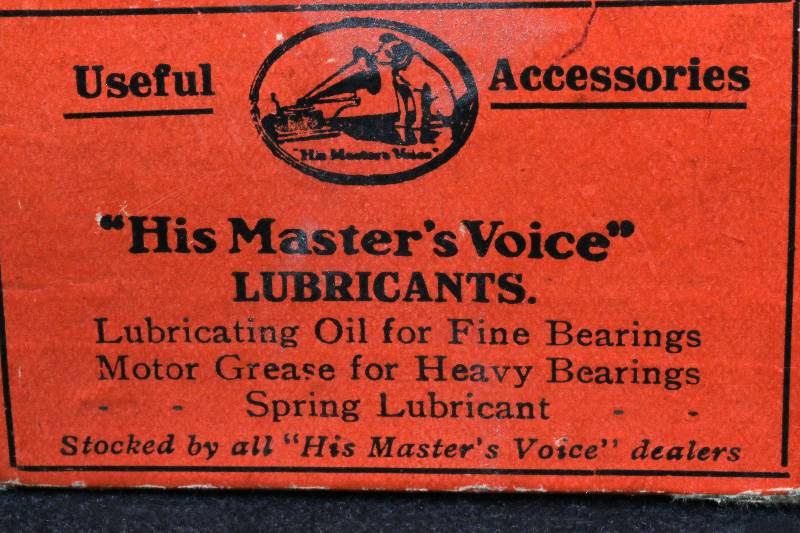 Useful Accessories
"His Master's Voice"
"His Master's Voice"
LUBRICANTS.
Lubricating Oil for Fine Bearings
Motor Grease for Heavy Bearings
- - Spring Lubricant - -
Stocked by all "His Master's Voice" dealers